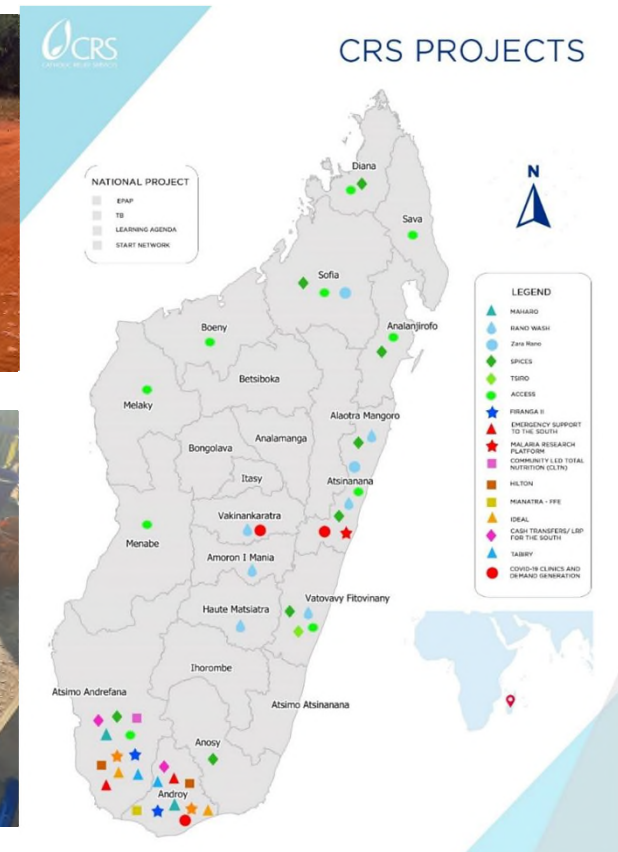 CRS
CATHOLIC RELIEF SERVICES
CRS PROJECTS
NATIONAL PROJECT
EPAP
TB
LEARNING AGENDA
START NETWORK
N
Diana
Sava
Sofia
Boeny
Analanjirofo
Betsiboka
Melaky
Alaotra Mangoro
Analamanga
Bongolava
Itasy
Atsinanana
Vakinankaratra
Menabe
Amoron I Mania
Vatovavy Fitovinany
Haute Matsiatra
Ihorombe
Atsimo Andrefana
Atsimo Atsinanana
Anosy
Androy
LEGEND
MAHARO
RANO WASH
Zara Rano
SPICES
TSIRO
ACCESS
FIRANGA II
EMERGENCY SUPPORT
TO THE SOUTH
MALARIA RESEARCH
PLATFORM
COMMUNITY LED TOTAL
NUTRITION (CLTN)
HILTON
MIANATRA - FFE
IDEAL
CASH TRANSFERS/ LRP
FOR THE SOUTH
TABIRY
COVID-19 CLINICS AND
DEMAND GENERATION